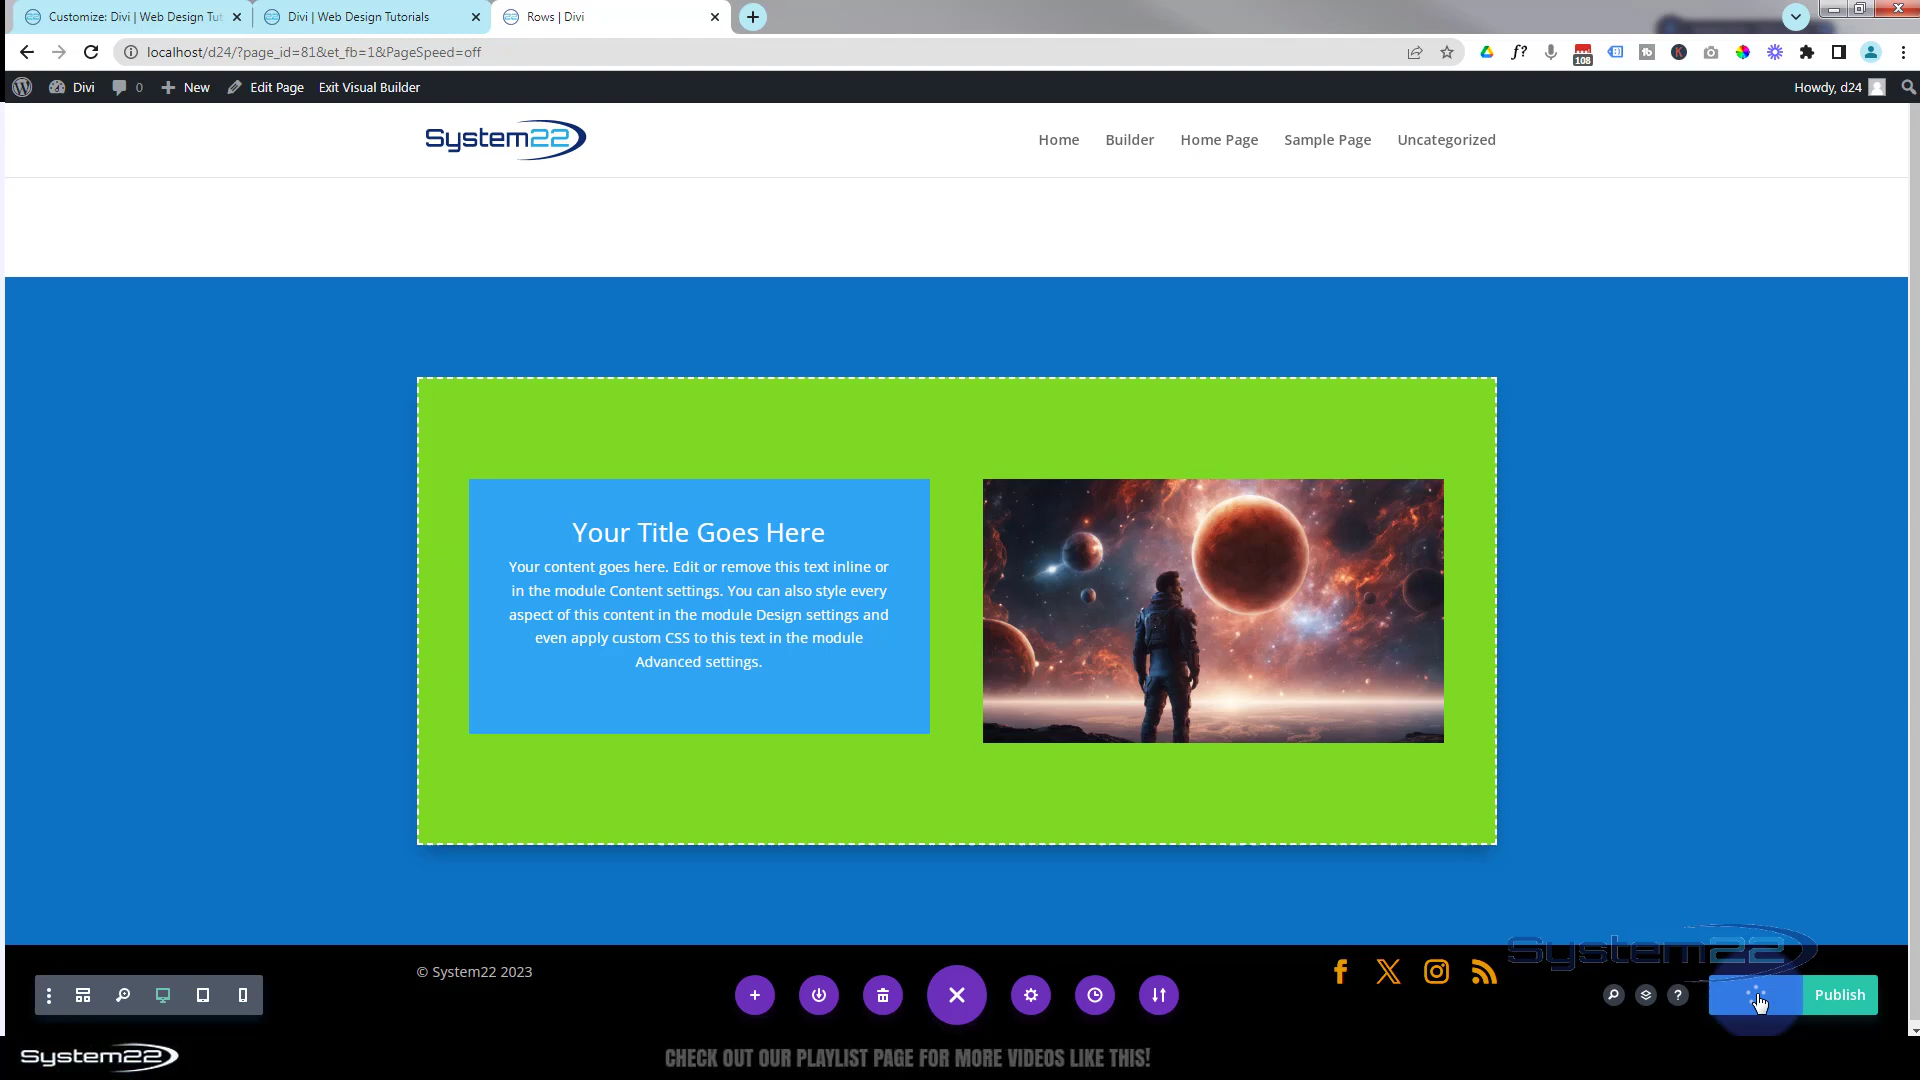 Customize: Divi | Web Design Tut
Divi | Web Design Tutorials
Rows | Divi
localhost/d24/?page_id=81&et_fb=1&PageSpeed=off
f?
108
Divi
0
New
Edit Page
Exit Visual Builder
Howdy, d24
System22
Home
Builder
Home Page
Sample Page
Uncategorized
Your Title Goes Here
Your content goes here. Edit or remove this text inline or
in the module Content settings. You can also style every
aspect of this content in the module Design settings and
even apply custom CSS to this text in the module
Advanced settings.
© System22 2023
System22
?
Publish
System22
CHECK OUT OUR PLAYLIST PAGE FOR MORE VIDEOS LIKE THIS!